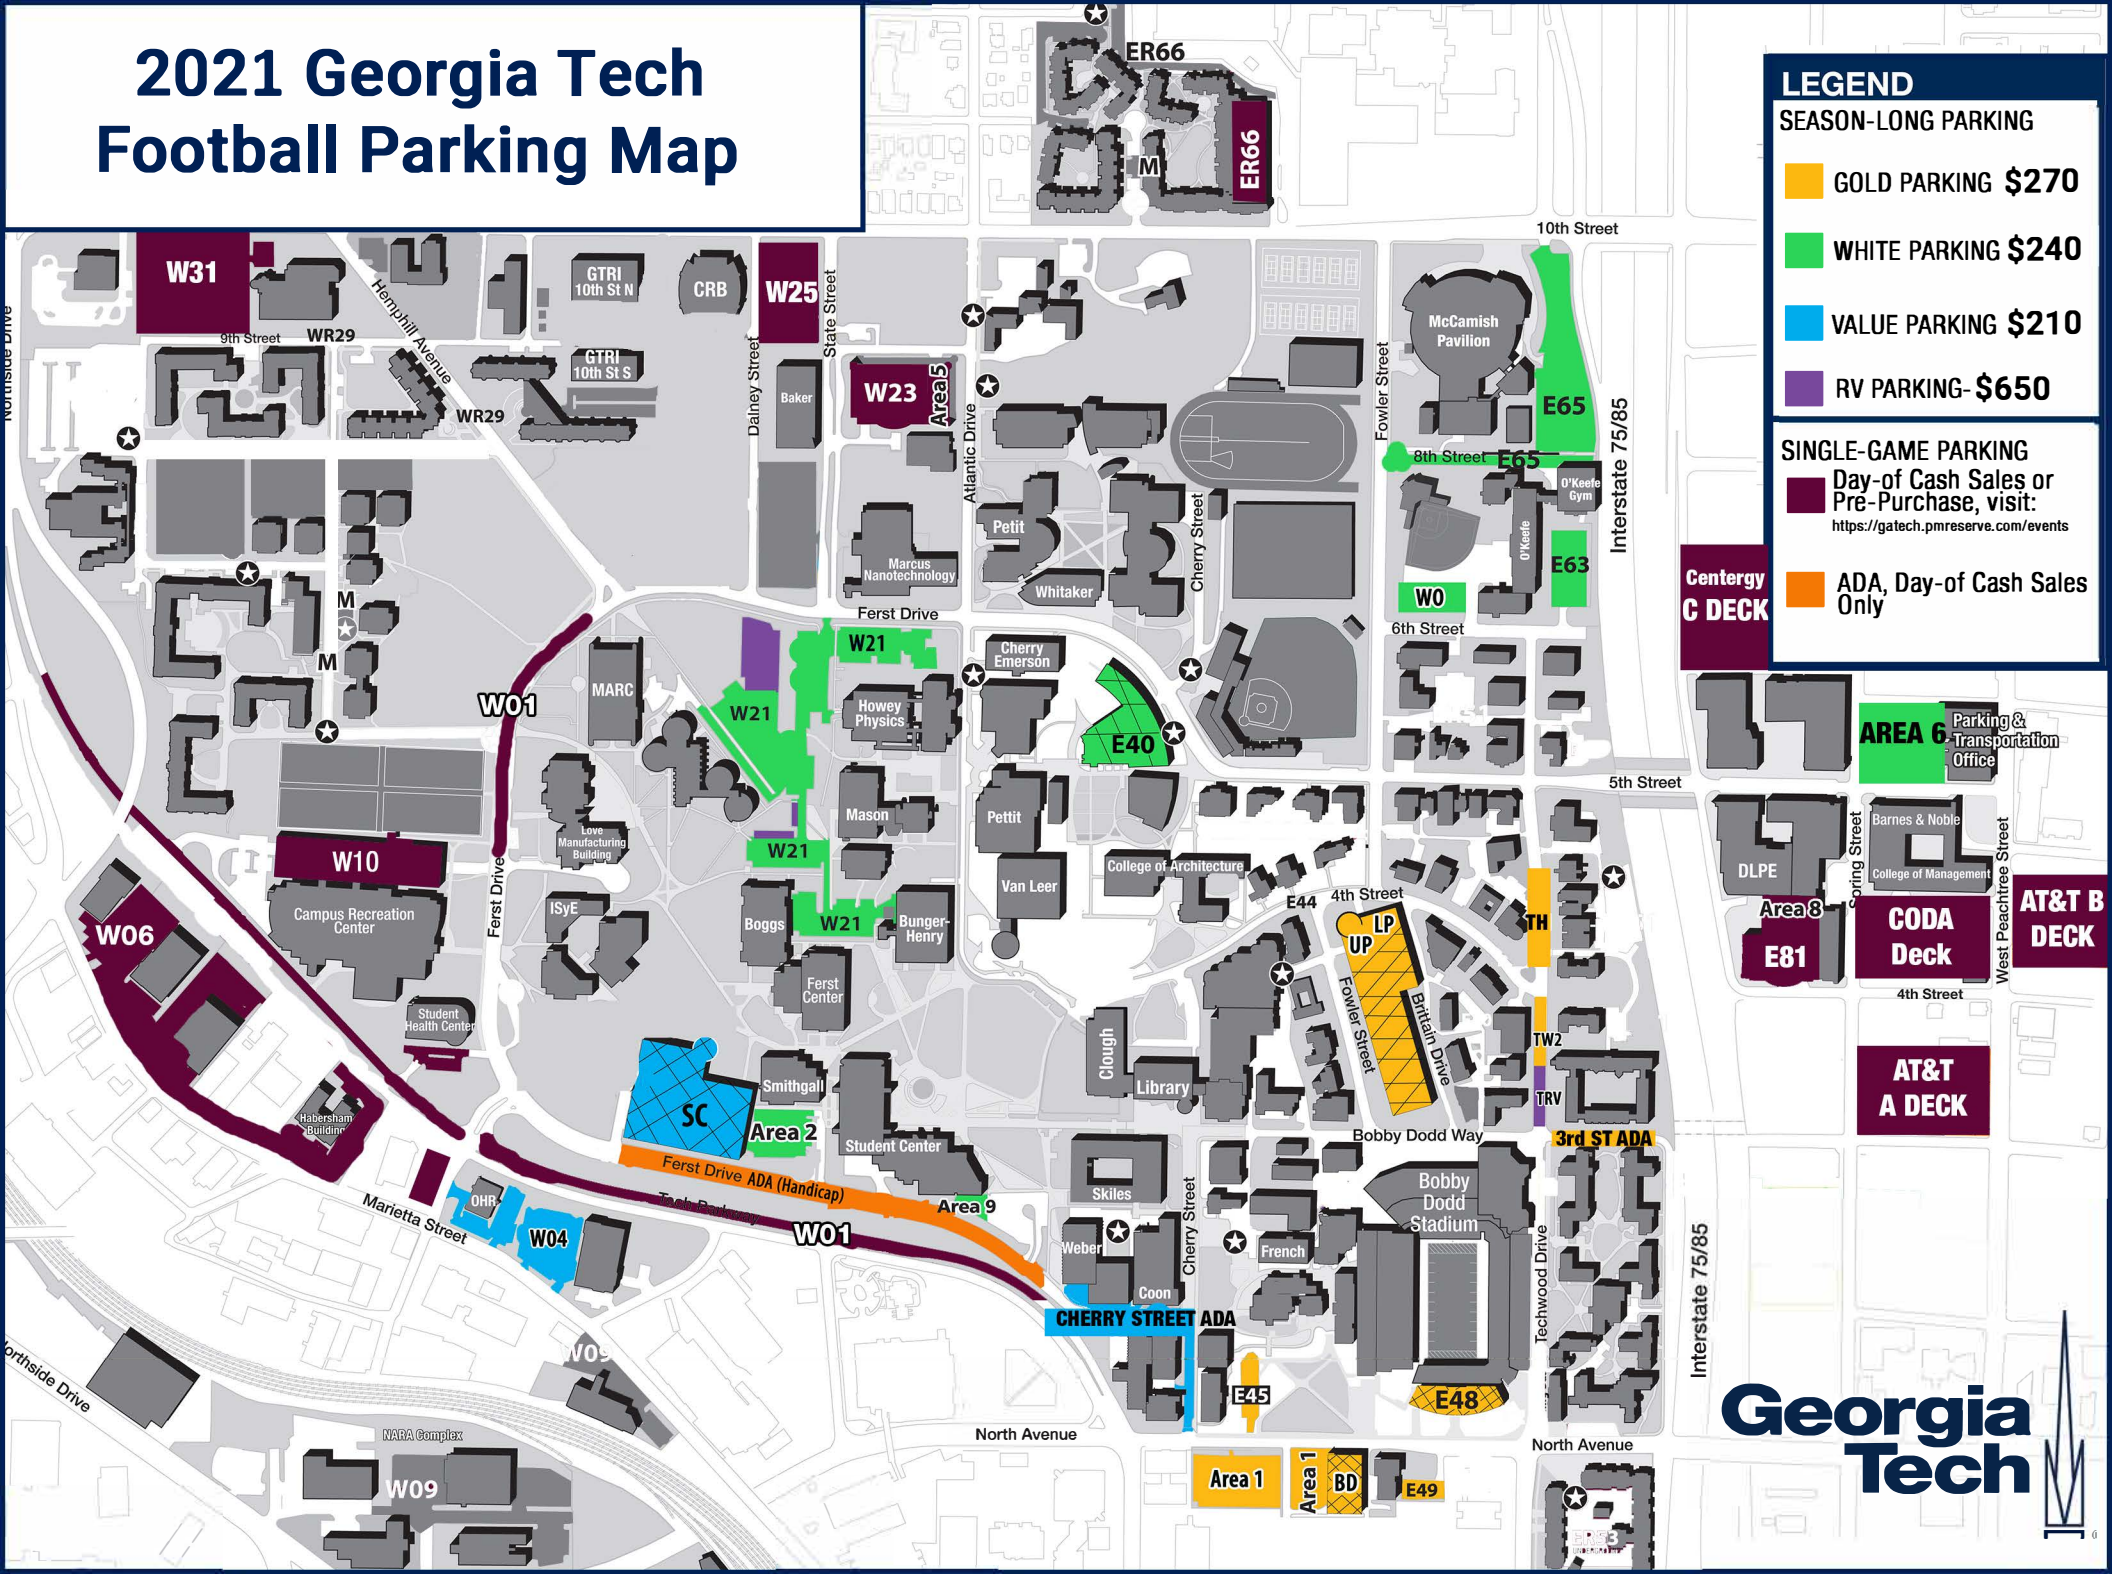 2021 Georgia Tech
Football Parking Map
LEGEND
SEASON-LONG PARKING
GOLD PARKING $270
WHITE PARKING $240
VALUE PARKING $210
RV PARKING- $650
SINGLE-GAME PARKING
Day-of Cash Sales or
Pre-Purchase, visit:
https://gatech.pmreserve.com/events
ADA, Day-of Cash Sales
Only
ER66
ER66
M
10th Street
W31
Hemphill Avenue
GTRI
10th St N
CRB
W25
State Street
9th Street
WR29
GTRI
10th St S
WR29
Dalney Street
Baker
W23
Area 5
Atlantic Drive
Fowler Street
McCamish
Pavilion
E65
8th Street
E65
Interstate 75/85
O'Keefe
Gym
O'Keefe
E63
W0
6th Street
Centergy
C DECK
Petit
Marcus
Nanotechnology
Whitaker
Cherry Street
Ferst Drive
M
M
W01
MARC
W21
W21
Howey
Physics
Cherry
Emerson
E40
AREA 6
Parking &
Transportation
Office
5th Street
Love
Manufacturing
Building
W21
Mason
Pettit
Van Leer
College of Architecture
E44
4th Street
DLPE
Spring Street
Barnes & Noble
College of Management
West Peachtree Street
W10
Campus Recreation
Center
Ferst Drive
ISyE
Boggs
W21
Bunger-
Henry
LP
UP
TH
Area 8
E81
CODA
Deck
AT&T B
DECK
4th Street
W06
Ferst
Center
Student
Health Center
Clough
Library
Fowler Street
Brittain Drive
TW2
TRV
AT&T
A DECK
Habersham
Building
SC
Smithgall
Area 2
Student Center
Bobby Dodd Way
3rd ST ADA
Ferst Drive ADA (Handicap)
Tech Parkway
W01
Area 9
Skiles
Bobby
Dodd
Stadium
Marietta Street
OHR
W04
Weber
Coon
Cherry Street
French
Techwood Drive
Interstate 75/85
CHERRY STREET ADA
W09
E45
E48
Georgia
Tech
NARA Complex
W09
North Avenue
North Avenue
Area 1
Area 1
BD
E49